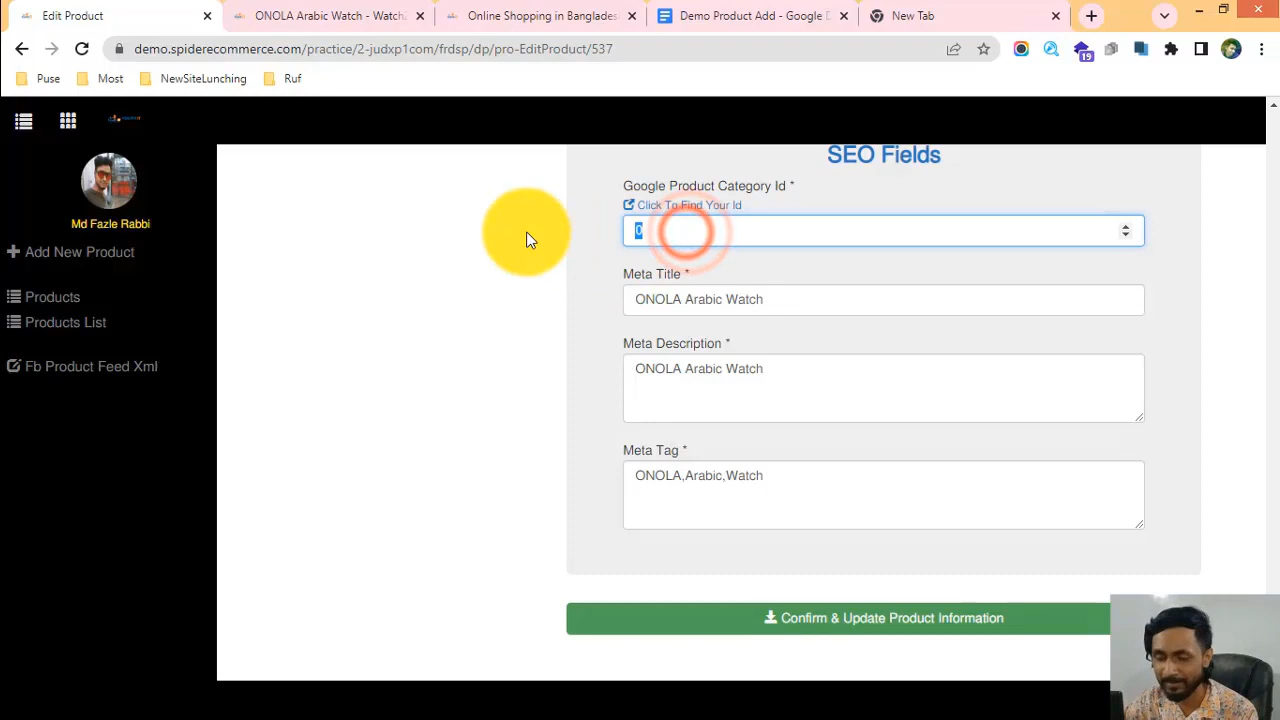 Edit Product
ONOLA Arabic Watch - Watch
Online Shopping in Banglades
Demo Product Add - Google D
New Tab
demo.spiderecommerce.com/practice/2-judxp1com/frdsp/dp/pro-EditProduct/537
19
Puse
Most
NewSiteLunching
Ruf
Md Fazle Rabbi
Add New Product
Products
Products List
Fb Product Feed Xml
SEO Fields
Google Product Category Id *
Click To Find Your Id
0
Meta Title *
ONOLA Arabic Watch
Meta Description *
ONOLA Arabic Watch
Meta Tag *
ONOLA,Arabic,Watch
Confirm & Update Product Information